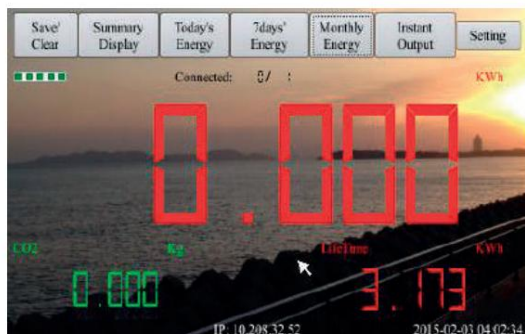 Save/ Clear Summary Display Today's Energy 7days' Energy Monthly Energy Instant Output Setting
Connected: 0/ : KWh
0.000
CO2 Kg LifeTime KWh
0.000 3.173
IP: 10.208.32.52 2015-02-03 04:02:34